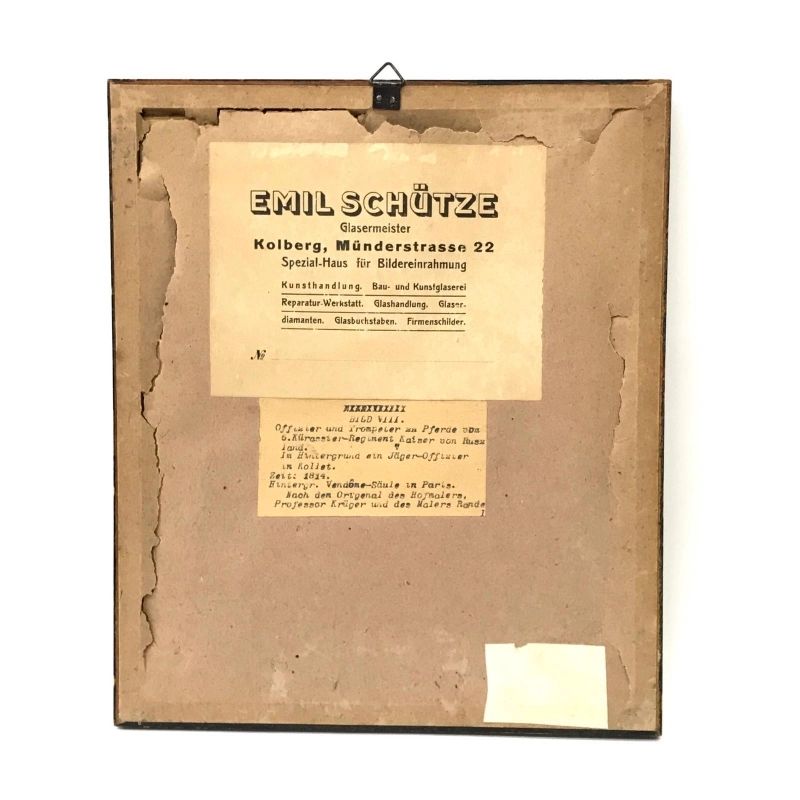 EMIL SCHÜTZE
Glasermeister
Kolberg, Münderstrasse 22
Spezial-Haus für Bildereinrahmung
Kunsthandlung. Bau- und Kunstglaserei
Reparatur-Werkstatt. Glashandlung. Glaser-
diamanten. Glasbuchstaben. Firmenschilder.
№
BILD VIII.
Offizier und Trompeter zu Pferde vom
6.Kürassier-Regiment Kaiser von Russ
land.
Im Hintergrund ein Jäger-Offizier
im Kollet.
Zeit: 1814.
Hintergr. Vendôme-Säule in Paris.
Nach dem Original des Hofmalers,
Professor Krüger und des Malers Rande